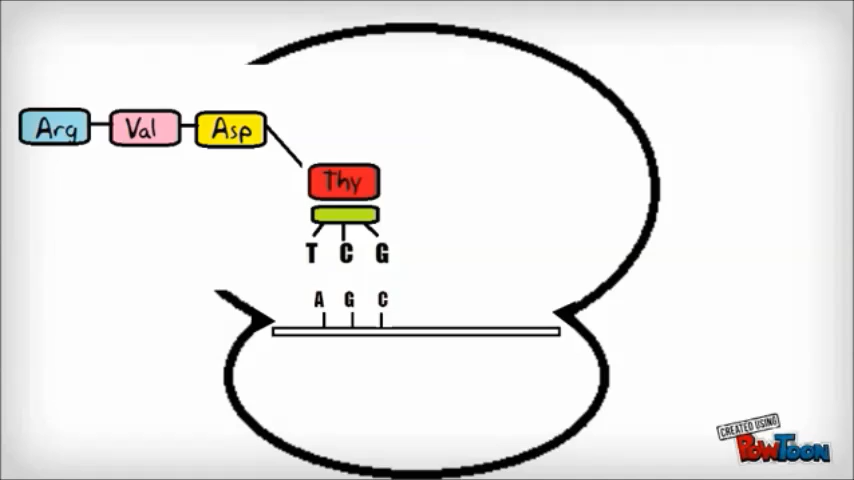 Arg Val Asp
Thy
T C G
A G C
CREATED USING
POWTOON